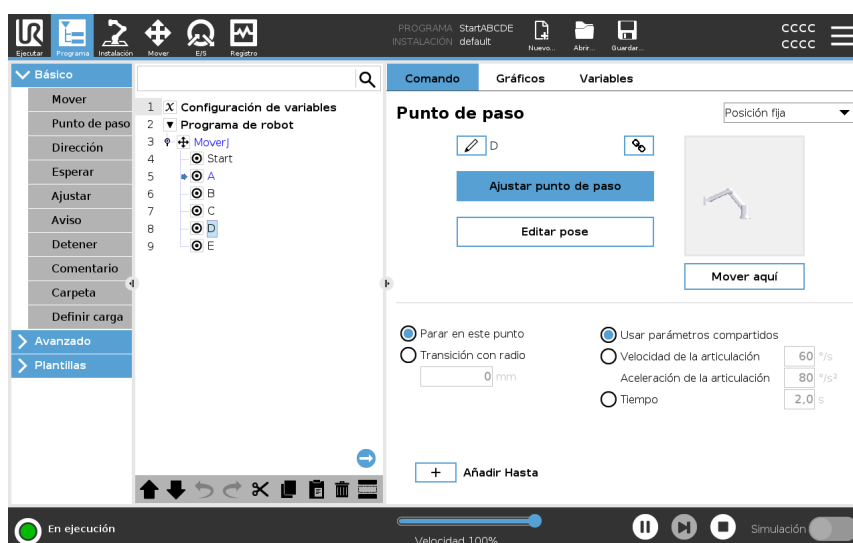 PROGRAMA StartABCDE
INSTALACIÓN default
CCCC
CCCC
UR
Ejecutar Programa Instalación Mover E/S Registro Nuevo... Abrir... Guardar...
Básico
Mover
Punto de paso
Dirección
Esperar
Ajustar
Aviso
Detener
Comentario
Carpeta
Definir carga
Avanzado
Plantillas
1 X Configuración de variables
2 Programa de robot
3 MoverJ
4 Start
5 A
6 B
7 C
8 D
9 E
Comando Gráficos Variables
Punto de paso
Posición fija
D
Ajustar punto de paso
Editar pose
Mover aquí
Parar en este punto
Transición con radio
0 mm
Usar parámetros compartidos
Velocidad de la articulación 60 °/s
Aceleración de la articulación 80 °/s²
Tiempo 2,0 s
+ Añadir Hasta
En ejecución
Velocidad 100%
Simulación